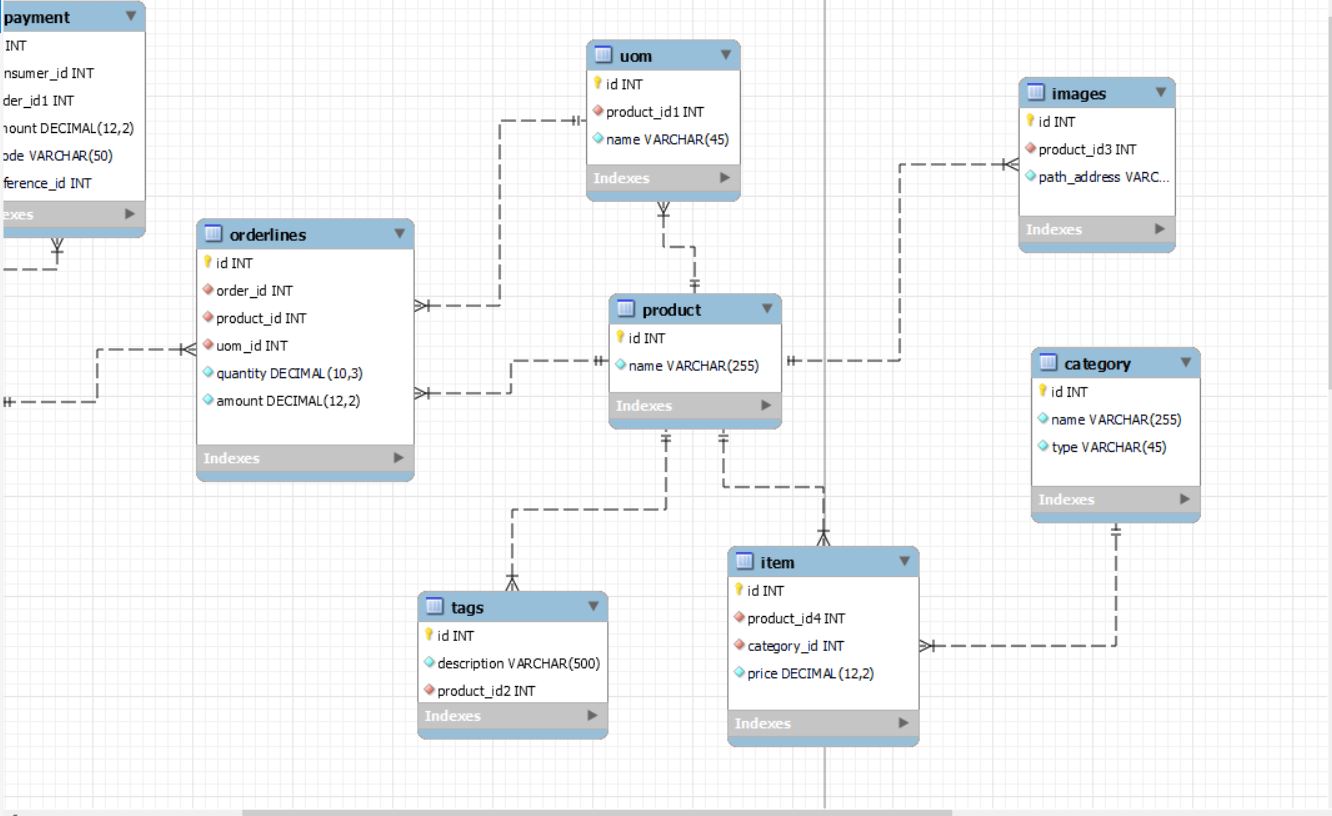 payment
INT
nsumer_id INT
der_id1 INT
nount DECIMAL(12,2)
ode VARCHAR(50)
ference_id INT
exes
orderlines
id INT
order_id INT
product_id INT
uom_id INT
quantity DECIMAL(10,3)
amount DECIMAL(12,2)
Indexes
uom
id INT
product_id1 INT
name VARCHAR(45)
Indexes
product
id INT
name VARCHAR(255)
Indexes
images
id INT
product_id3 INT
path_address VARC...
Indexes
category
id INT
name VARCHAR(255)
type VARCHAR(45)
Indexes
tags
id INT
description VARCHAR(500)
product_id2 INT
Indexes
item
id INT
product_id4 INT
category_id INT
price DECIMAL(12,2)
Indexes